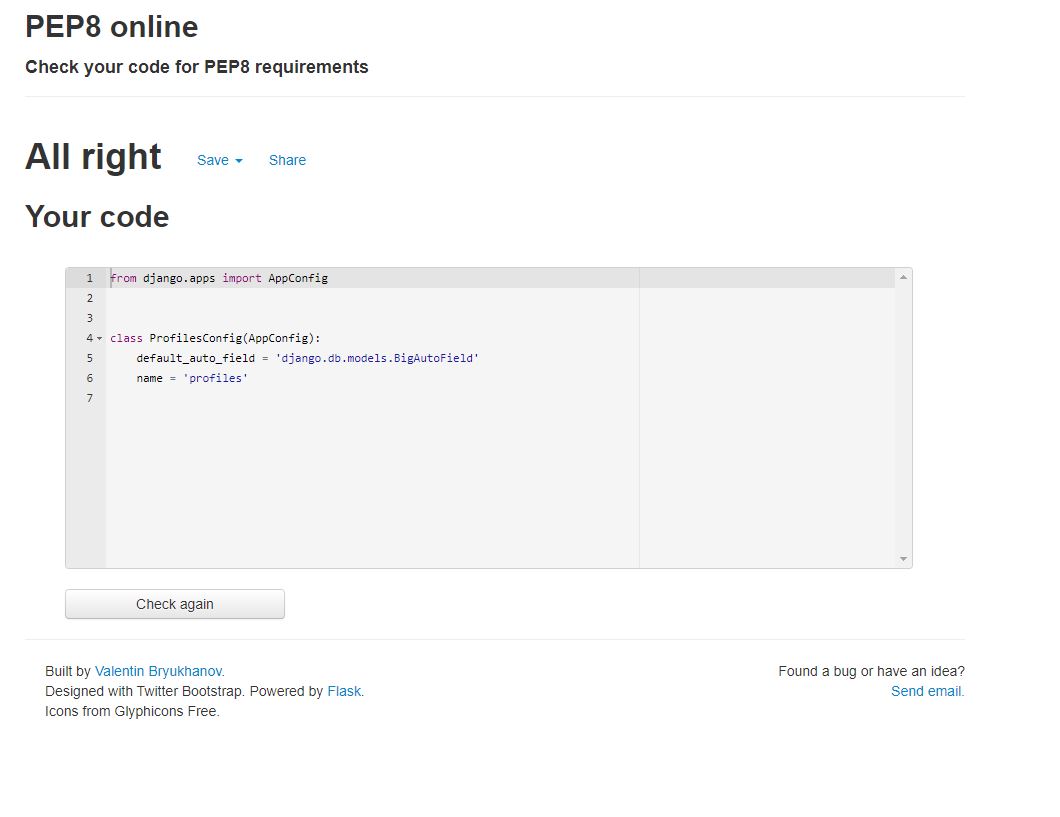 PEP8 online
Check your code for PEP8 requirements
All right Save Share
Your code
1 from django.apps import AppConfig
2
3
4 class ProfilesConfig(AppConfig):
5     default_auto_field = 'django.db.models.BigAutoField'
6     name = 'profiles'
7
Check again
Built by Valentin Bryukhanov. Found a bug or have an idea?
Designed with Twitter Bootstrap. Powered by Flask. Send email.
Icons from Glyphicons Free.